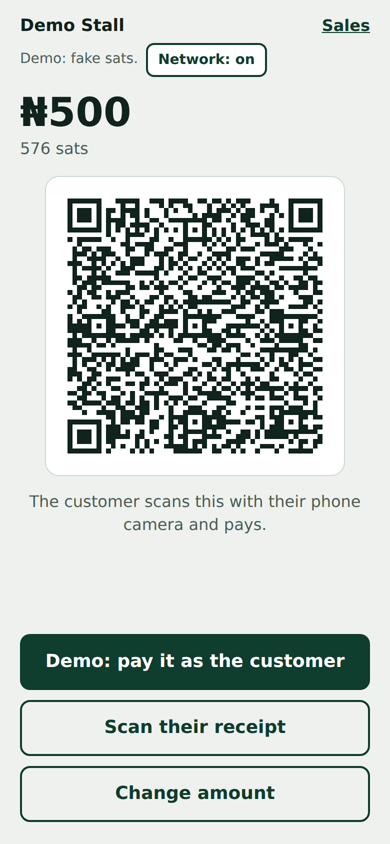 Demo Stall
Sales
Demo: fake sats.
Network: on
₦500
576 sats
The customer scans this with their phone
camera and pays.
Demo: pay it as the customer
Scan their receipt
Change amount